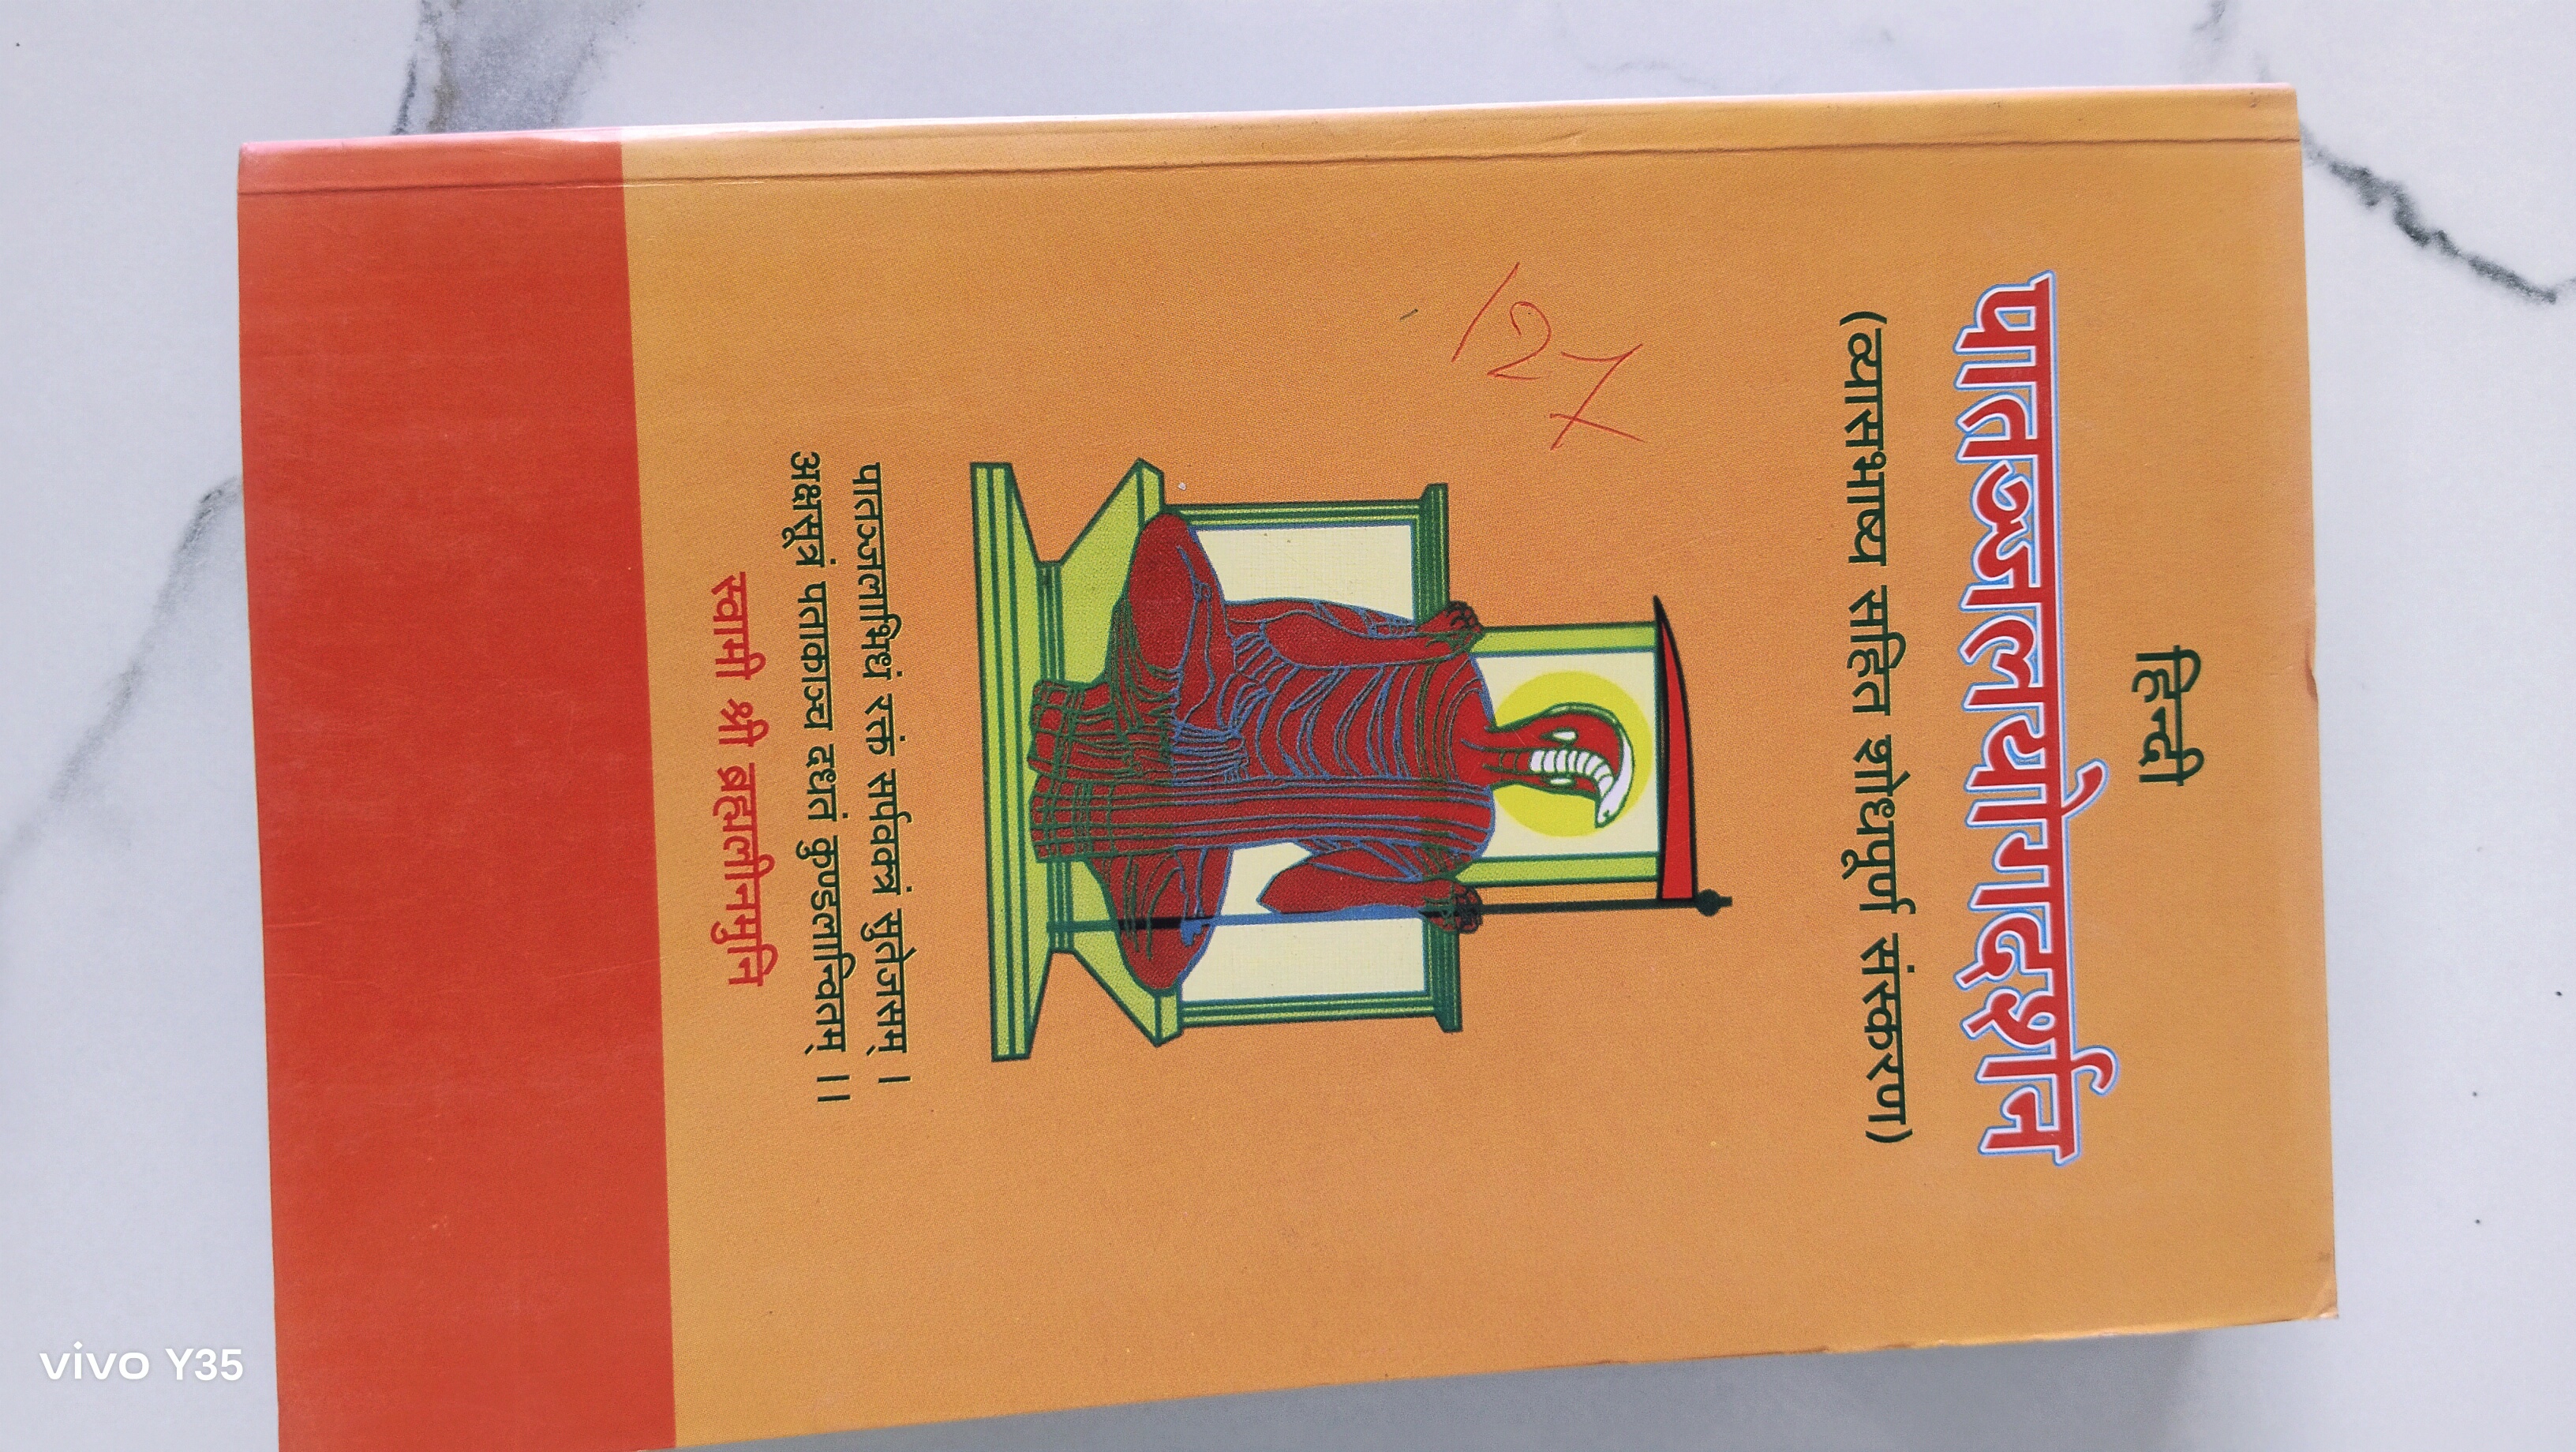 हिन्दी
पातञ्जलयोगदर्शन
(व्यासभाष्य सहित शोधपूर्ण संस्करण)
127
पातञ्जलाभिधं रक्तं सर्पवक्त्रं सुतेजसम् ।
अक्षसूत्रं पताकाञ्च दधतं कुण्डलान्वितम् ।।
स्वामी श्री ब्रह्मलीनमुनि
vivo Y35